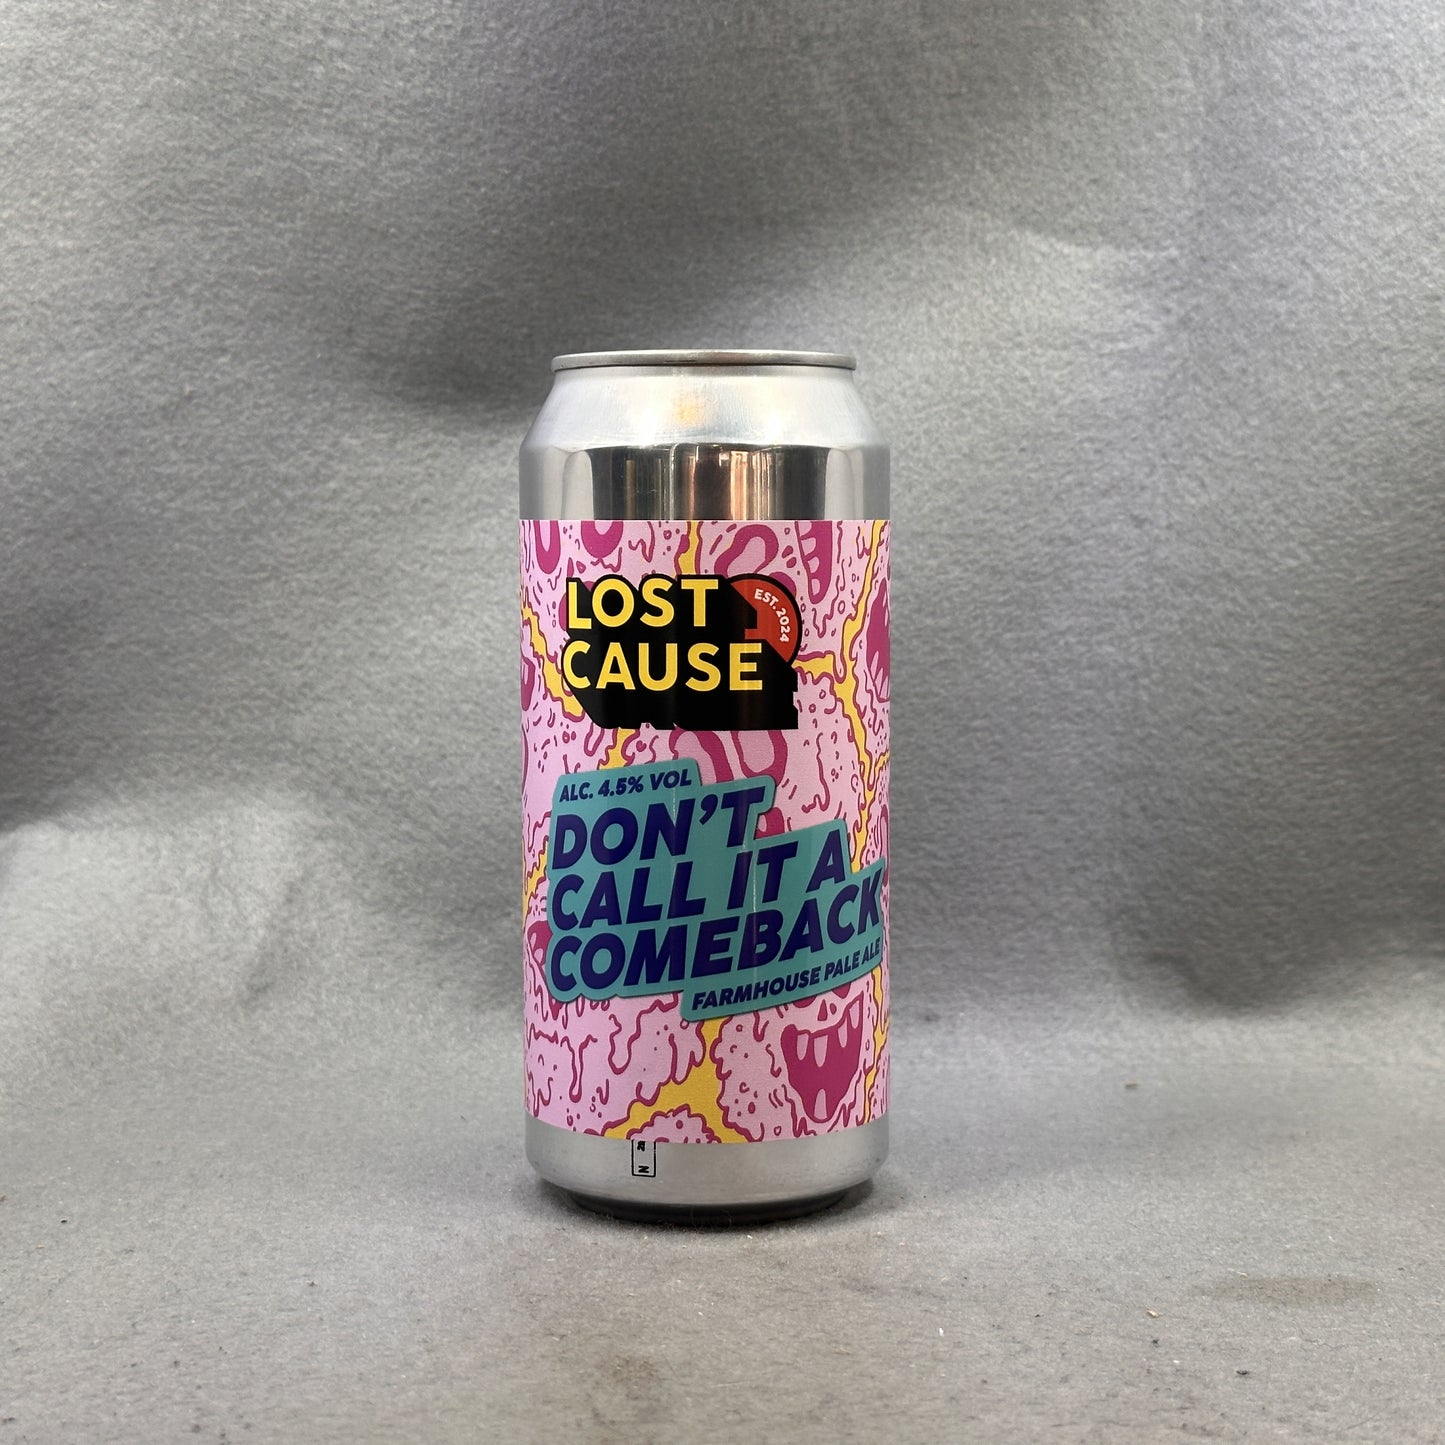 LOST
CAUSE
EST. 2024
ALC. 4.5% VOL
DON'T
CALL IT A
COMEBACK
FARMHOUSE PALE ALE